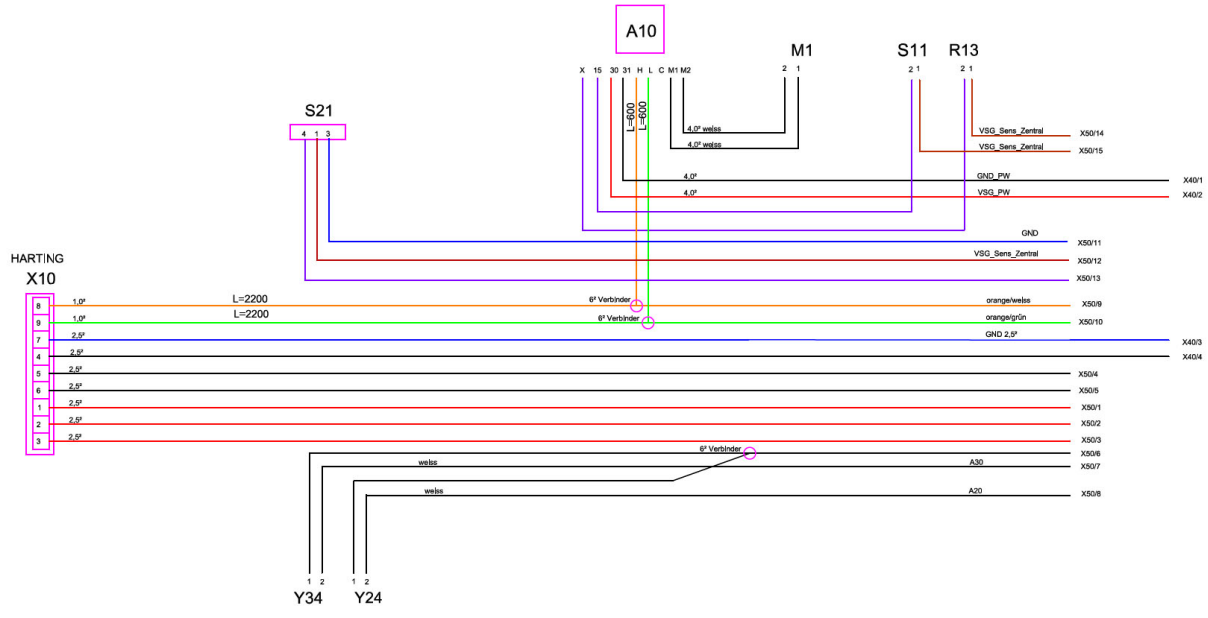 A10
M1
S11 R13
X 15 30 31 H L C M1 M2
2 1
2 1
2 1
L=600
L=600
S21
4 1 3
4,0² weiss
4,0² weiss
VSG_Sens_Zentral X50/14
VSG_Sens_Zentral X50/15
4,0² GND_PW X40/1
4,0² VSG_PW X40/2
GND X50/11
VSG_Sens_Zentral X50/12
X50/13
HARTING
X10
8 1,0² L=2200 6² Verbinder orange/weiss X50/9
9 1,0² L=2200 6² Verbinder orange/grün X50/10
7 2,5² GND 2,5² X40/3
4 2,5² X40/4
5 2,5² X50/4
6 2,5² X50/5
1 2,5² X50/1
2 2,5² X50/2
3 2,5² X50/3
6² Verbinder X50/6
weiss A30 X50/7
weiss A20 X50/8
1 2 1 2
Y34 Y24